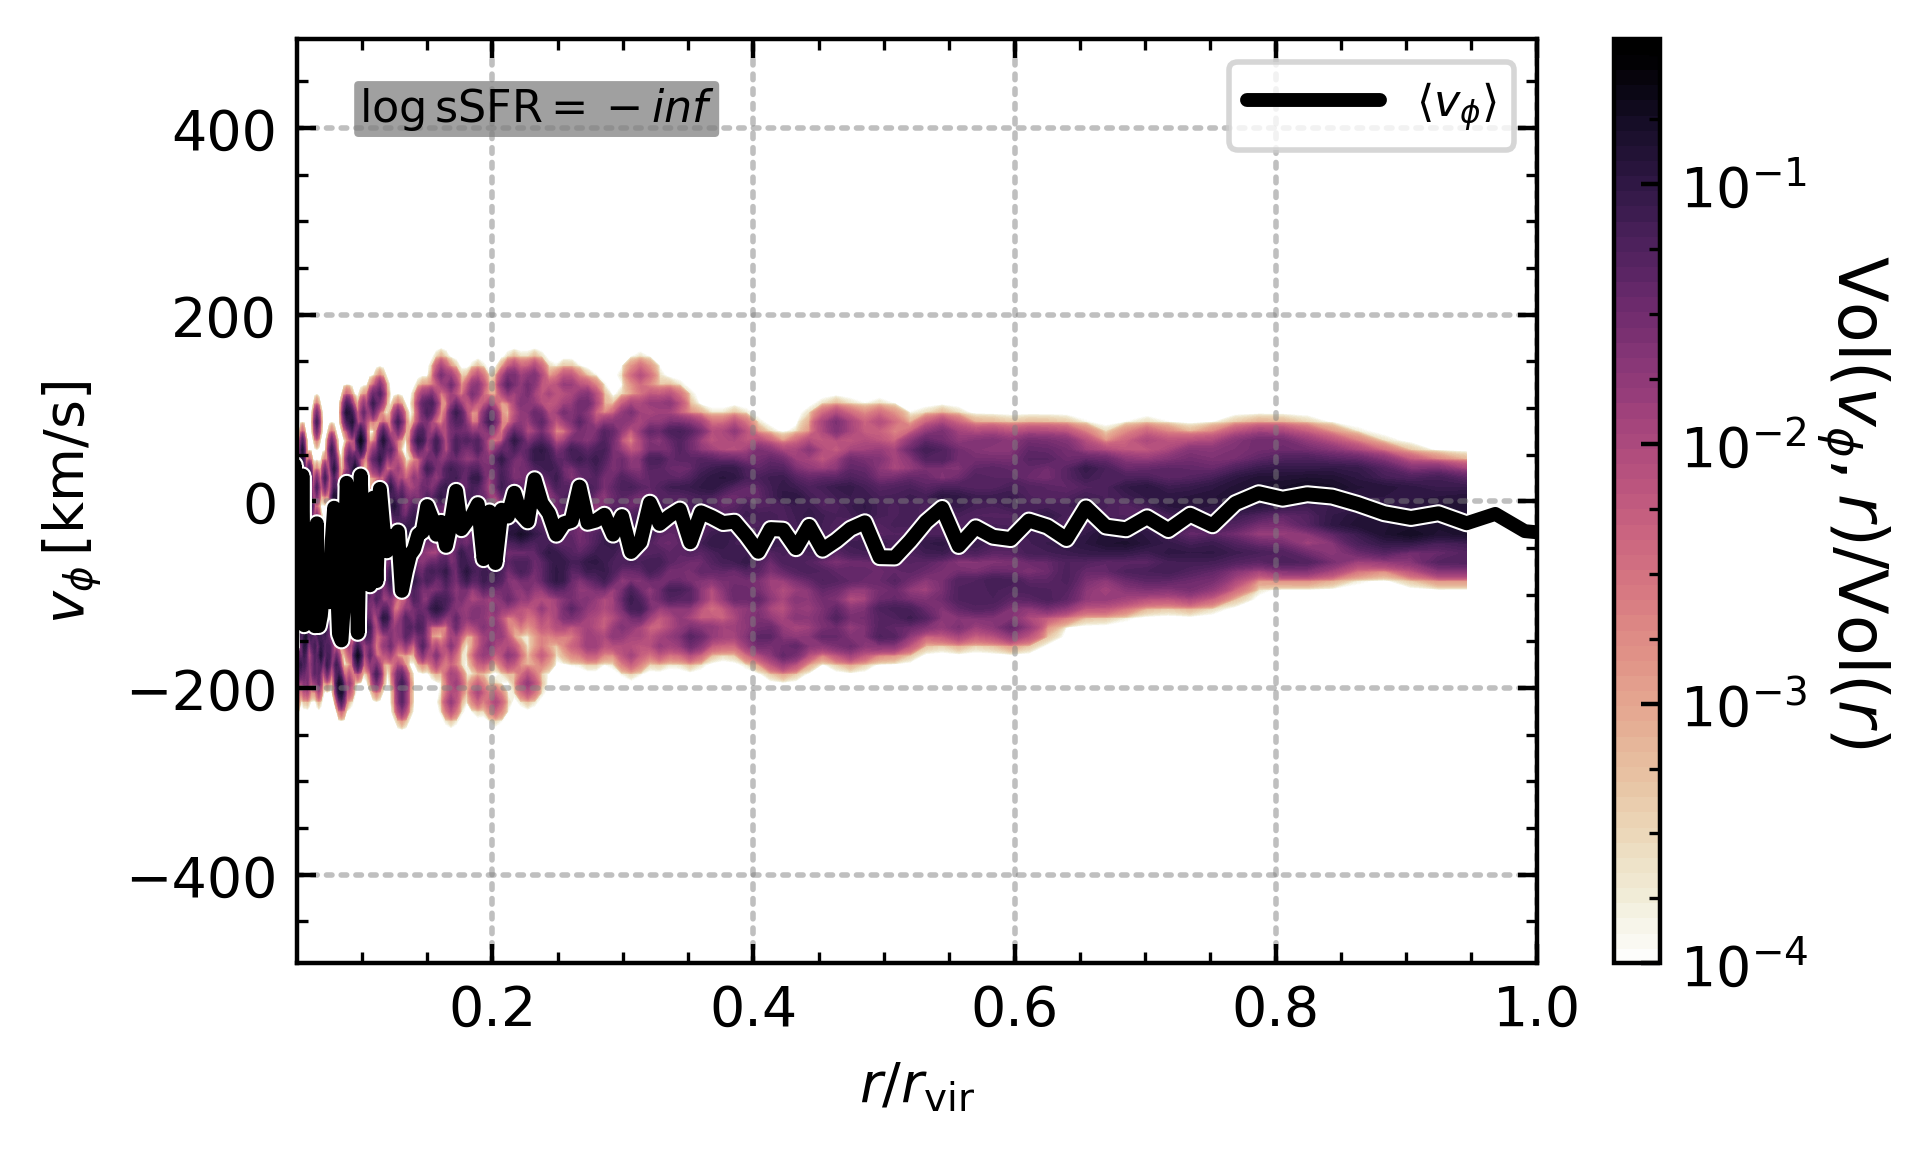 log sSFR = −inf
⟨v_ϕ⟩
400
200
0
−200
−400
v_ϕ [km/s]
0.2 0.4 0.6 0.8 1.0
r/r_vir
10⁻¹
10⁻²
10⁻³
10⁻⁴
Vol(v_ϕ, r)/Vol(r)